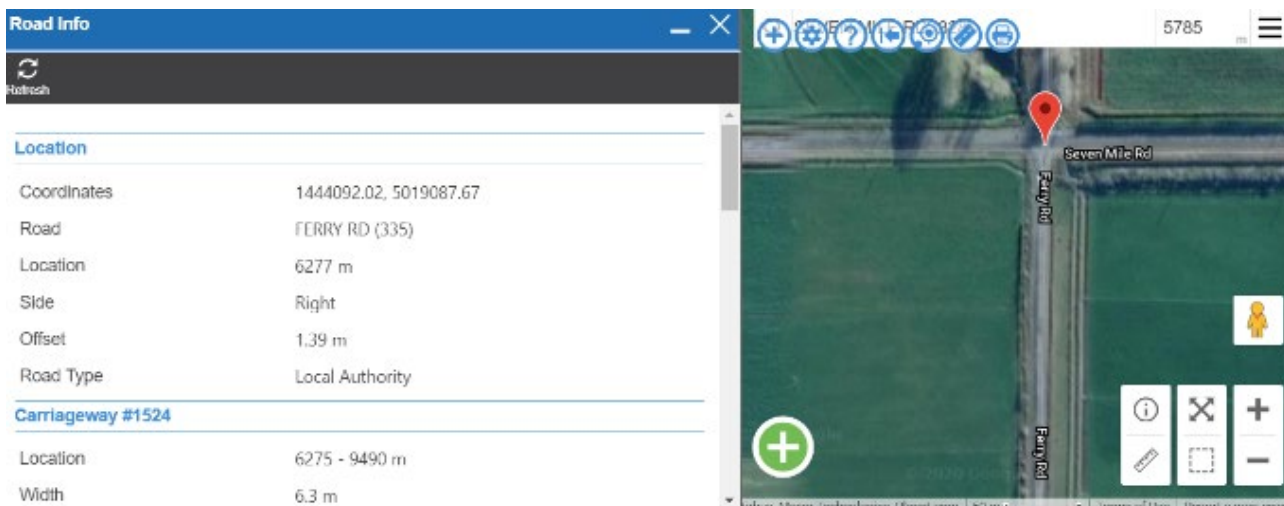 Road Info
Refresh
Location
Coordinates 1444092.02, 5019087.67
Road FERRY RD (335)
Location 6277 m
Side Right
Offset 1.39 m
Road Type Local Authority
Carriageway #1524
Location 6275 - 9490 m
Width 6.3 m
5785
m
Seven Mile Rd
Ferry Rd
Ferry Rd